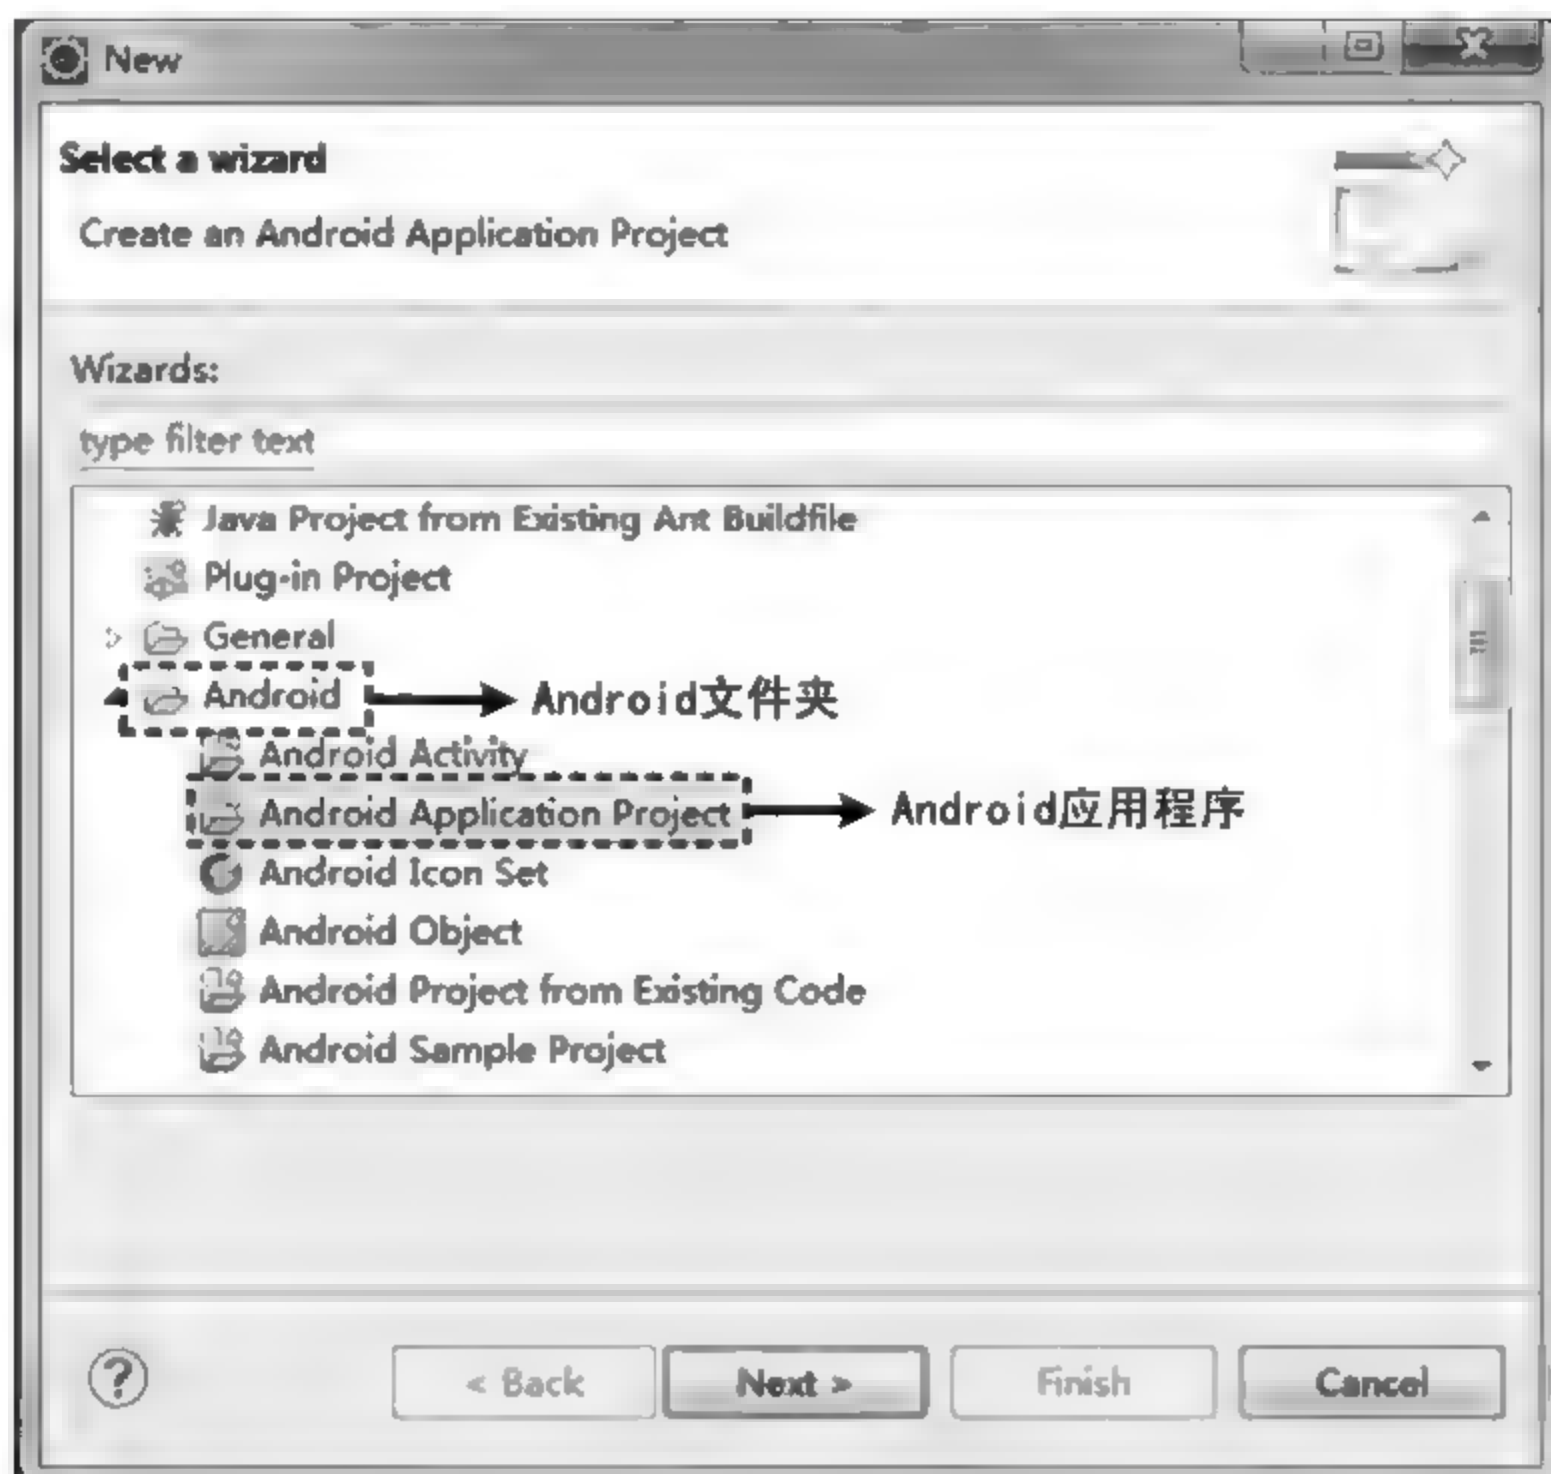 New
Select a wizard
Create an Android Application Project
Wizards:
type filter text
Java Project from Existing Ant Buildfile
Plug-in Project
General
Android
Android文件夹
Android Activity
Android Application Project
Android应用程序
Android Icon Set
Android Object
Android Project from Existing Code
Android Sample Project
?
< Back
Next >
Finish
Cancel